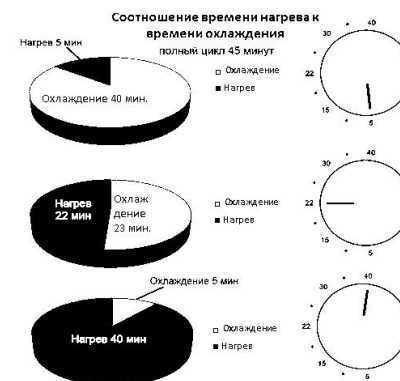 Соотношение времени нагрева к
времени охлаждения
полный цикл 45 минут
Нагрев 5 мин
Охлаждение 40 мин.
□ Охлаждение
■ Нагрев
40
30
22
15
5
Нагрев
22 мин
Охлаж
дение
23 мин.
□ Охлаждение
■ Нагрев
40
30
22
15
5
Охлаждение 5 мин
Нагрев 40 мин
□ Охлаждение
■ Нагрев
40
30
22
15
5